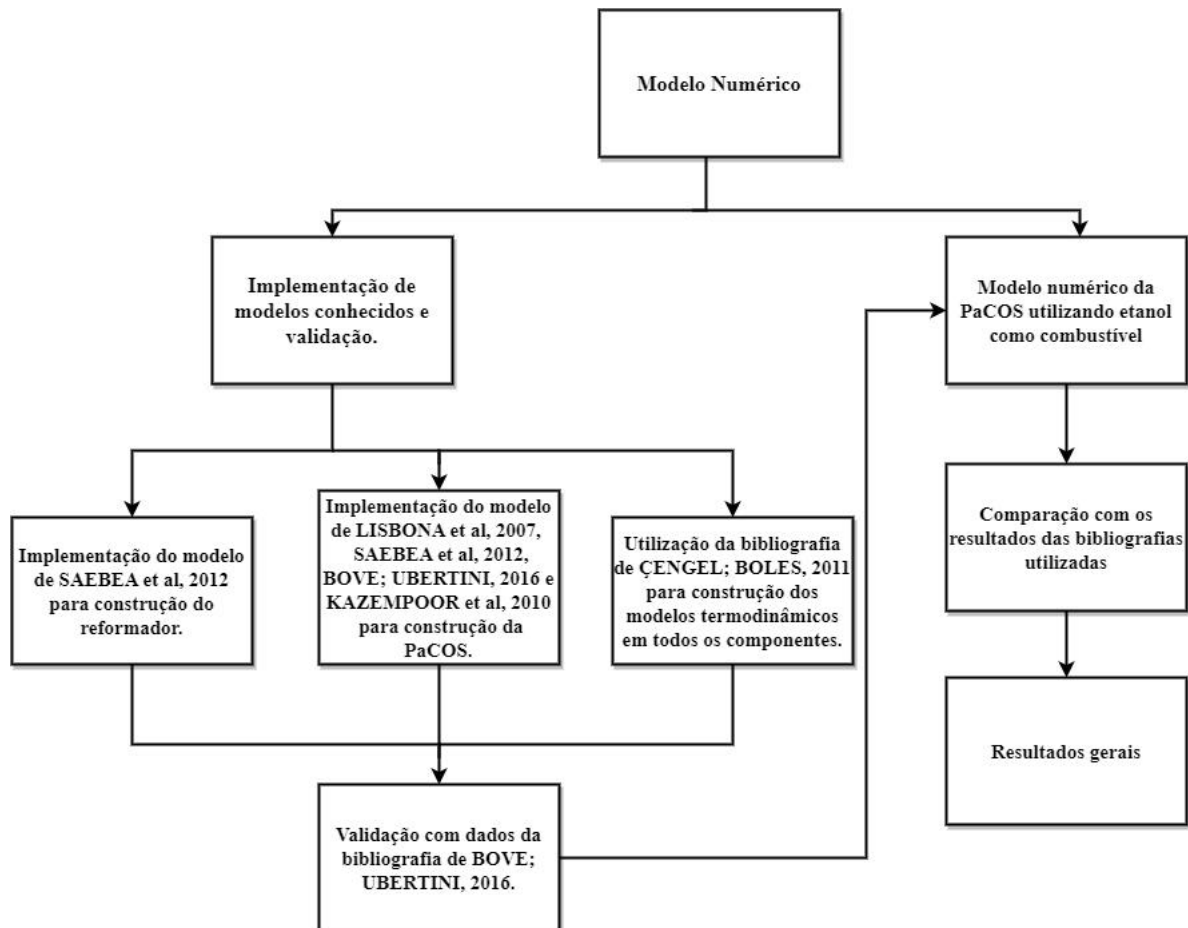 Modelo Numérico
Implementação de
modelos conhecidos e
validação.
Modelo numérico da
PaCOS utilizando etanol
como combustível
Implementação do modelo
de SAEBEA et al, 2012
para construção do
reformador.
Implementação do modelo
de LISBONA et al, 2007,
SAEBEA et al, 2012,
BOVE; UBERTINI, 2016 e
KAZEMPOOR et al, 2010
para construção da
PaCOS.
Utilização da bibliografia
de ÇENGEL; BOLES, 2011
para construção dos
modelos termodinâmicos
em todos os componentes.
Comparação com os
resultados das bibliografias
utilizadas
Resultados gerais
Validação com dados da
bibliografia de BOVE;
UBERTINI, 2016.